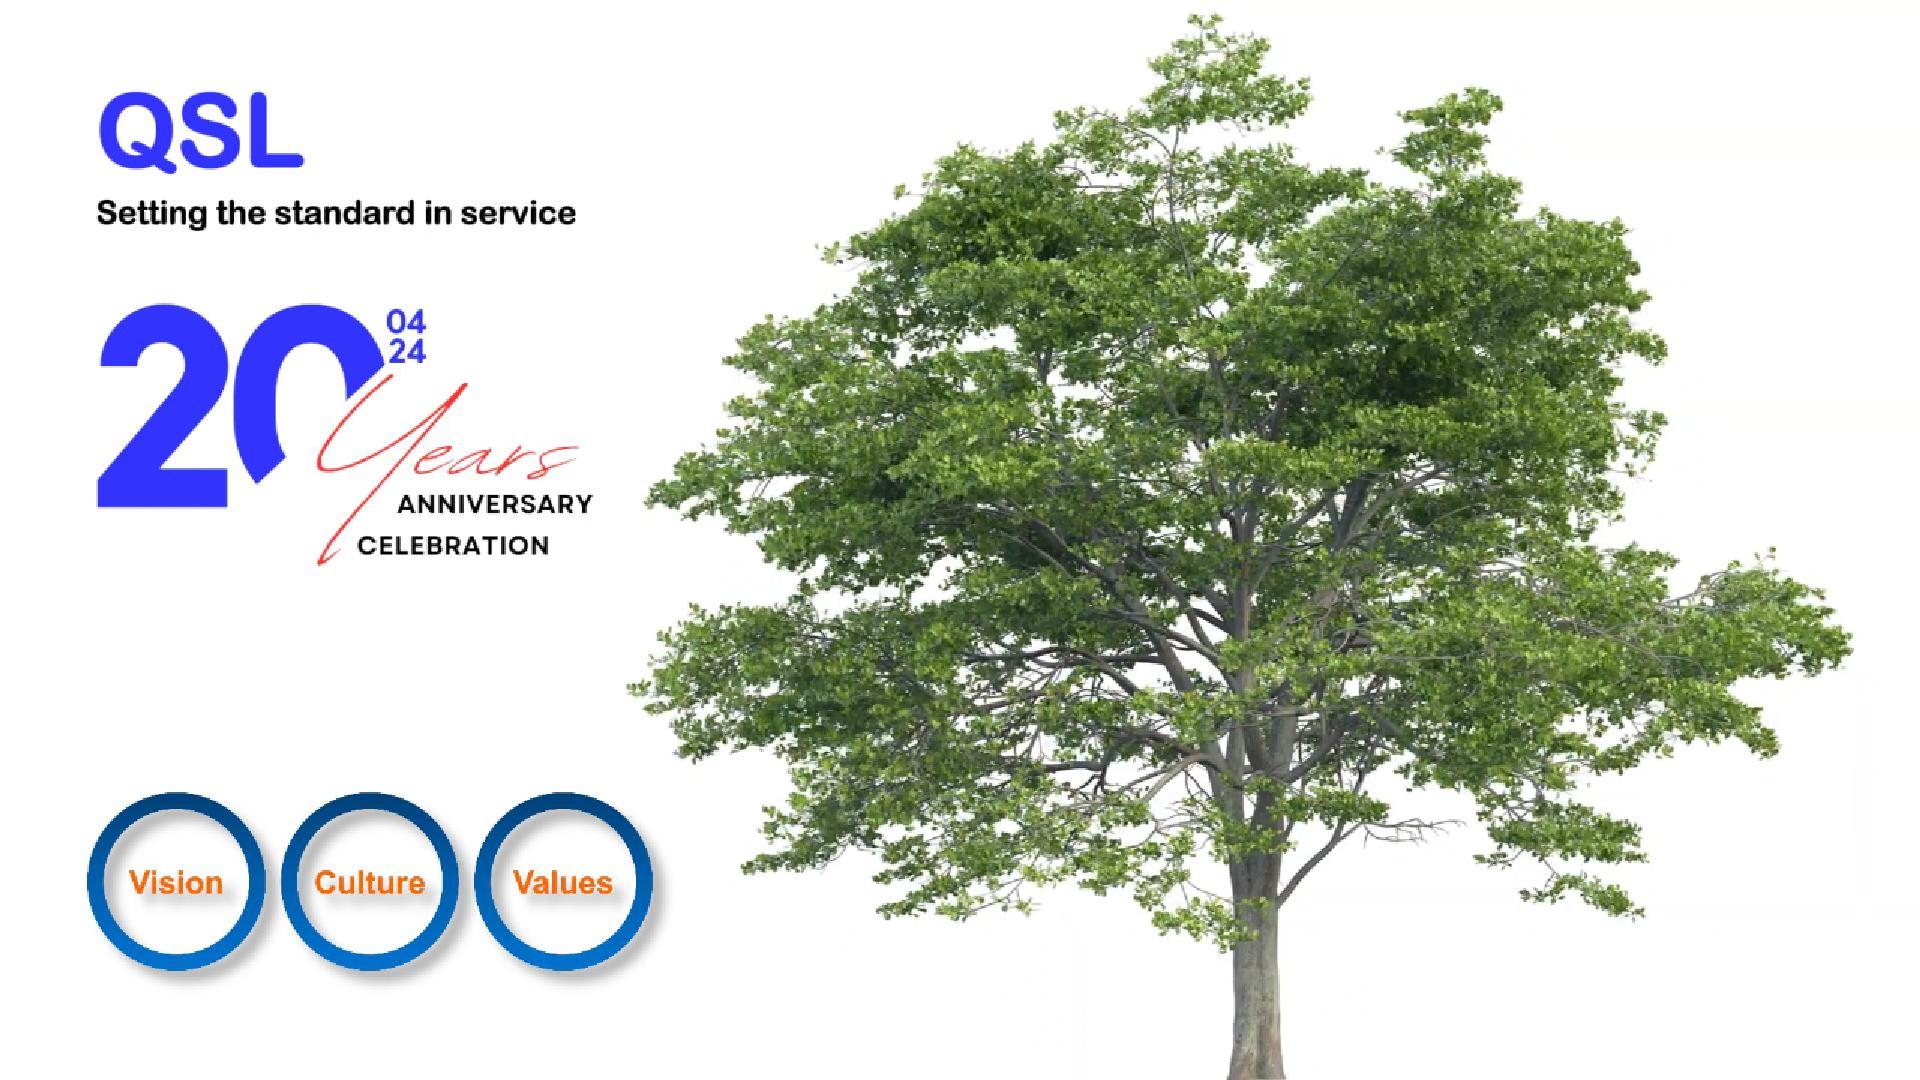 QSL
Setting the standard in service
20
04
24
Years
ANNIVERSARY
CELEBRATION
Vision
Culture
Values